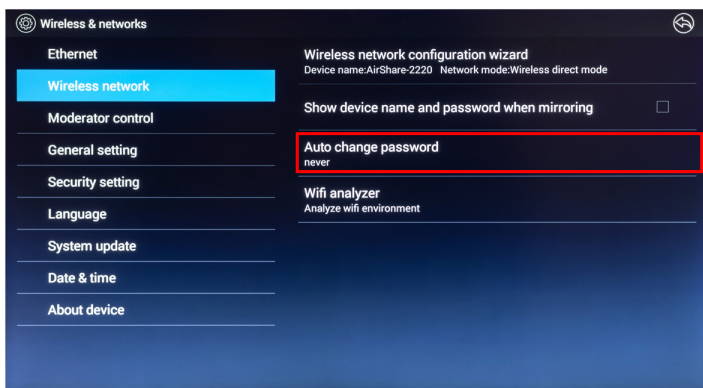 Wireless & networks
Ethernet
Wireless network
Moderator control
General setting
Security setting
Language
System update
Date & time
About device
Wireless network configuration wizard
Device name:AirShare-2220 Network mode:Wireless direct mode
Show device name and password when mirroring
Auto change password
never
Wifi analyzer
Analyze wifi environment